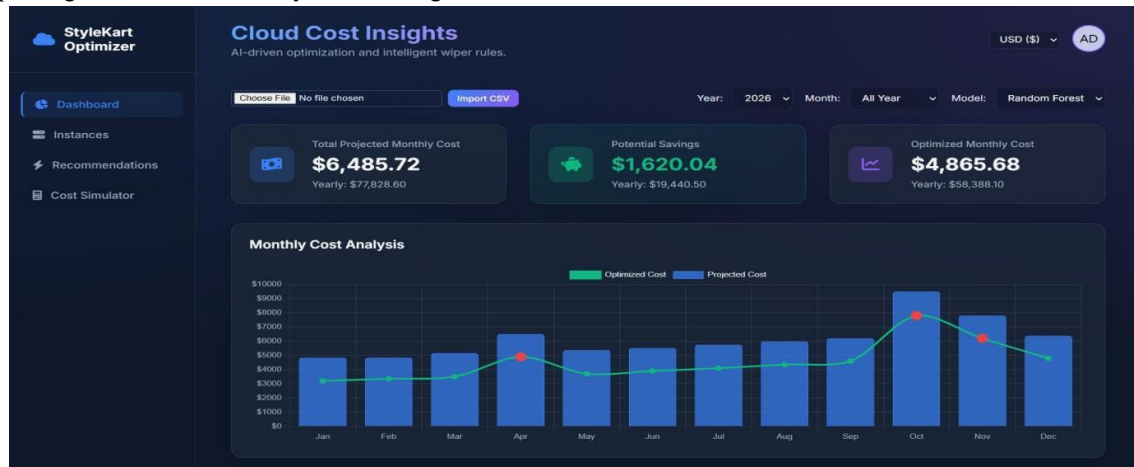 StyleKart
Optimizer
Dashboard
Instances
Recommendations
Cost Simulator
Cloud Cost Insights
AI-driven optimization and intelligent wiper rules.
USD ($)
AD
Choose File No file chosen
Import CSV
Year: 2026 Month: All Year Model: Random Forest
Total Projected Monthly Cost
$6,485.72
Yearly: $77,828.60
Potential Savings
$1,620.04
Yearly: $19,440.50
Optimized Monthly Cost
$4,865.68
Yearly: $58,388.10
Monthly Cost Analysis
Optimized Cost Projected Cost
$10000
$9000
$8000
$7000
$6000
$5000
$4000
$3000
$2000
$1000
$0
Jan Feb Mar Apr May Jun Jul Aug Sep Oct Nov Dec